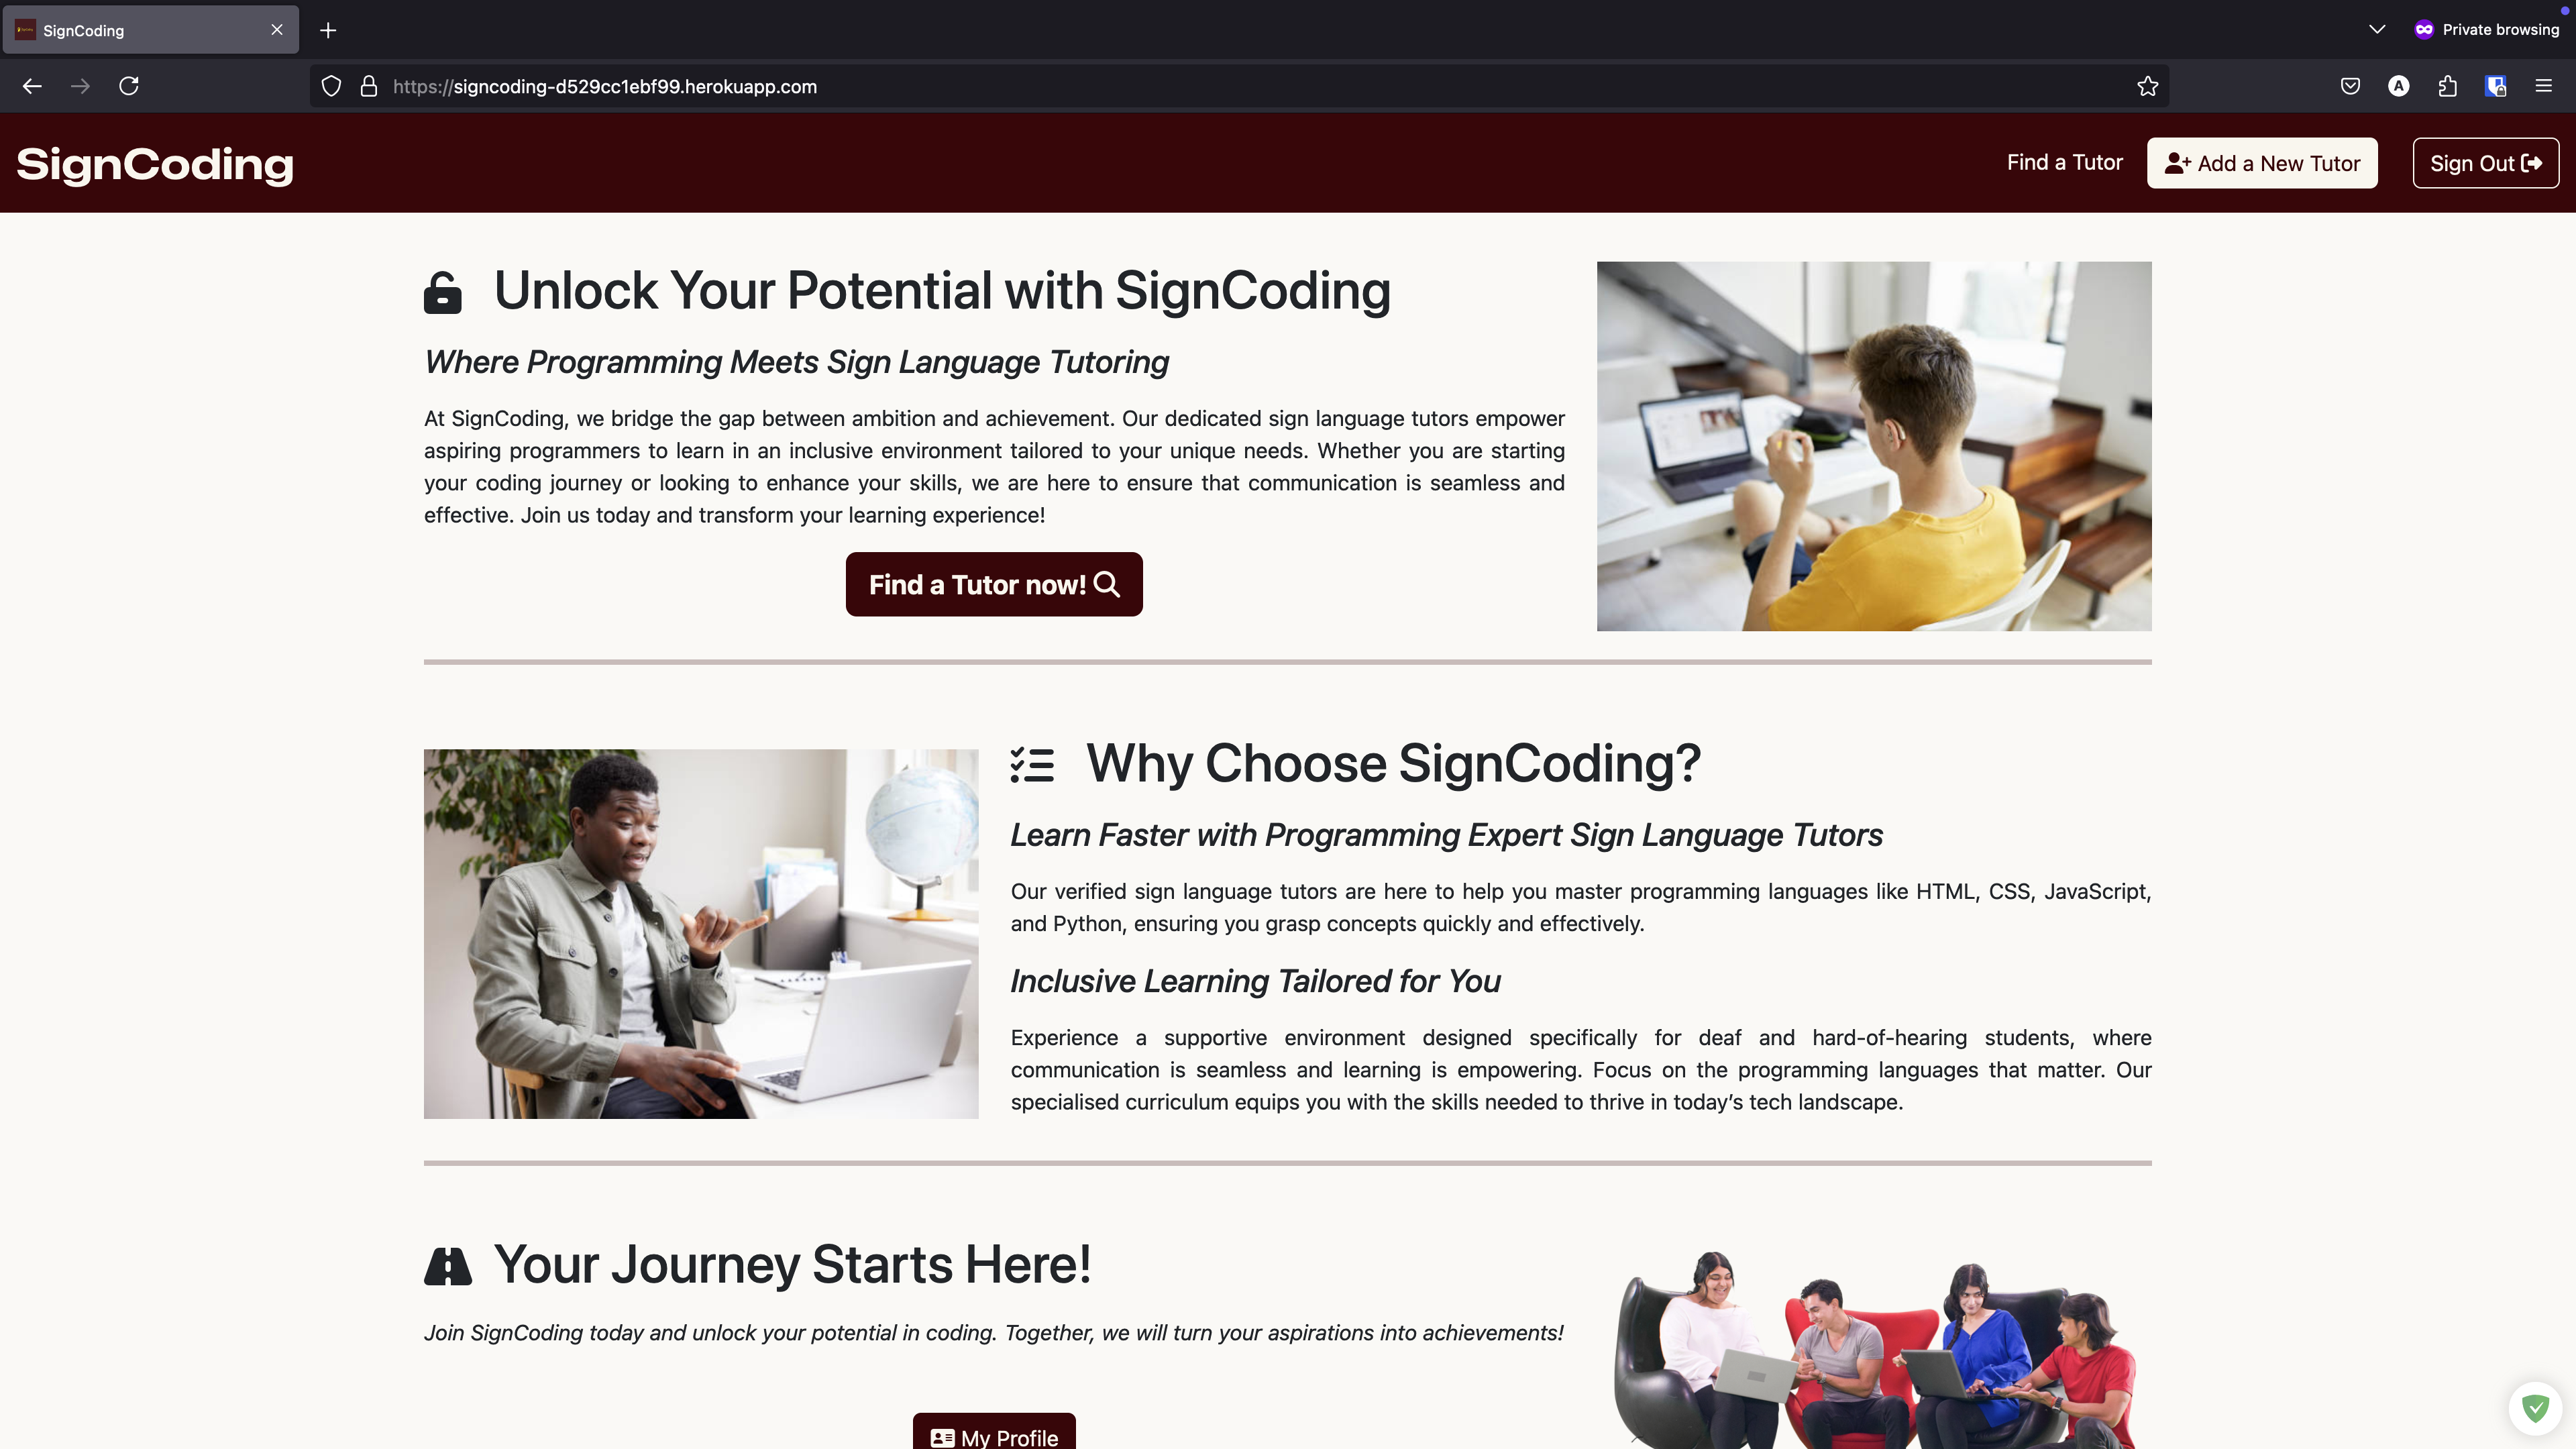 SignCoding
Private browsing
https://signcoding-d529cc1ebf99.herokuapp.com
A
SignCoding
Find a Tutor
Add a New Tutor
Sign Out
Unlock Your Potential with SignCoding
Where Programming Meets Sign Language Tutoring
At SignCoding, we bridge the gap between ambition and achievement. Our dedicated sign language tutors empower
aspiring programmers to learn in an inclusive environment tailored to your unique needs. Whether you are starting
your coding journey or looking to enhance your skills, we are here to ensure that communication is seamless and
effective. Join us today and transform your learning experience!
Find a Tutor now!
Why Choose SignCoding?
Learn Faster with Programming Expert Sign Language Tutors
Our verified sign language tutors are here to help you master programming languages like HTML, CSS, JavaScript,
and Python, ensuring you grasp concepts quickly and effectively.
Inclusive Learning Tailored for You
Experience a supportive environment designed specifically for deaf and hard-of-hearing students, where
communication is seamless and learning is empowering. Focus on the programming languages that matter. Our
specialised curriculum equips you with the skills needed to thrive in today’s tech landscape.
Your Journey Starts Here!
Join SignCoding today and unlock your potential in coding. Together, we will turn your aspirations into achievements!
My Profile